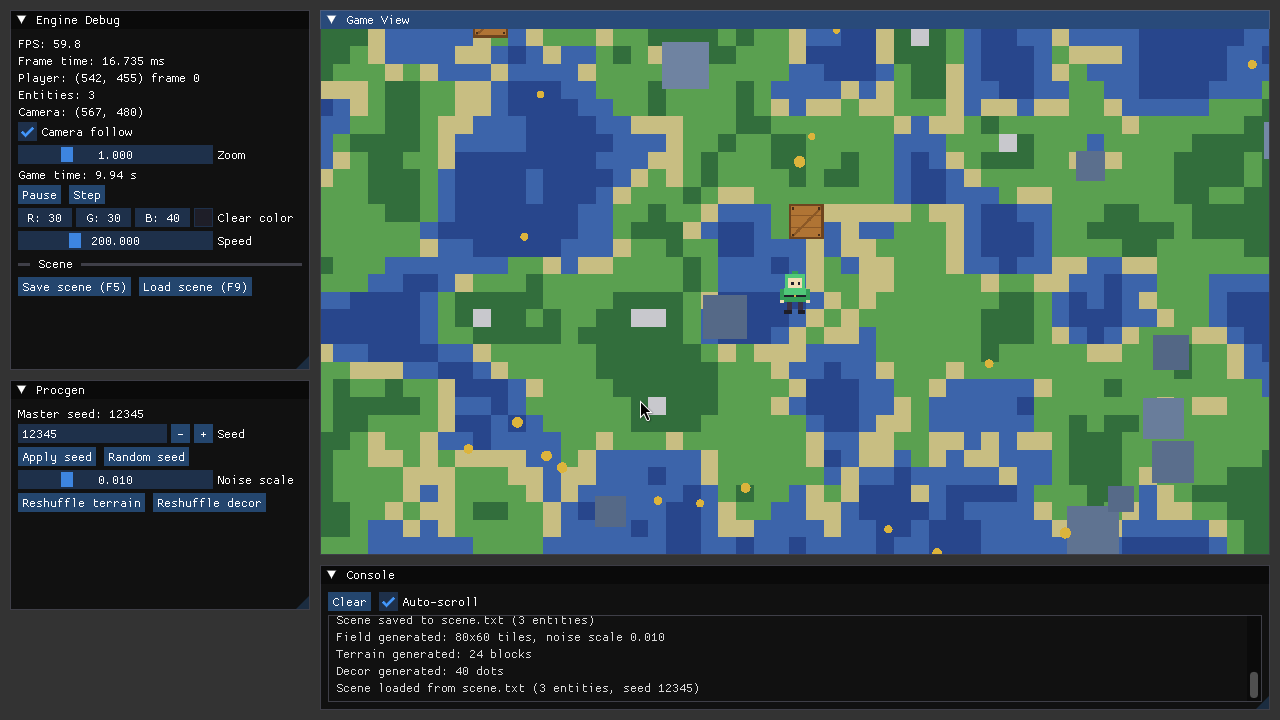 Engine Debug
FPS: 59.8
Frame time: 16.735 ms
Player: (542, 455) frame 0
Entities: 3
Camera: (567, 480)
Camera follow
1.000 Zoom
Game time: 9.94 s
Pause Step
R: 30 G: 30 B: 40 Clear color
200.000 Speed
Scene
Save scene (F5) Load scene (F9)
Procgen
Master seed: 12345
12345 - + Seed
Apply seed Random seed
0.010 Noise scale
Reshuffle terrain Reshuffle decor
Game View
Console
Clear Auto-scroll
Scene saved to scene.txt (3 entities)
Field generated: 80x60 tiles, noise scale 0.010
Terrain generated: 24 blocks
Decor generated: 40 dots
Scene loaded from scene.txt (3 entities, seed 12345)